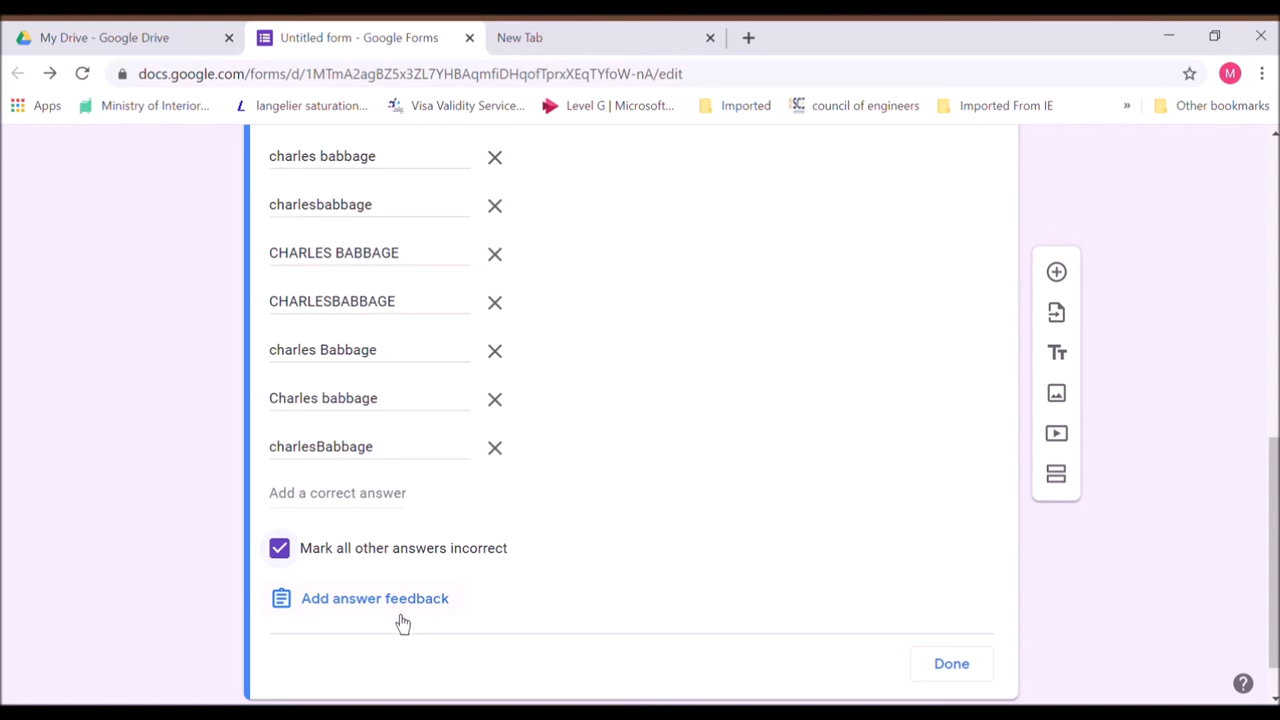 My Drive - Google Drive
Untitled form - Google Forms
New Tab
docs.google.com/forms/d/1MTmA2agBZ5x3ZL7YHBAqmfiDHqofTprxXEqTYfoW-nA/edit
M
Apps
Ministry of Interior...
langelier saturation...
Visa Validity Service...
Level G | Microsoft...
Imported
council of engineers
Imported From IE
»
Other bookmarks
charles babbage
charlesbabbage
CHARLES BABBAGE
CHARLESBABBAGE
charles Babbage
Charles babbage
charlesBabbage
Add a correct answer
Mark all other answers incorrect
Add answer feedback
Done